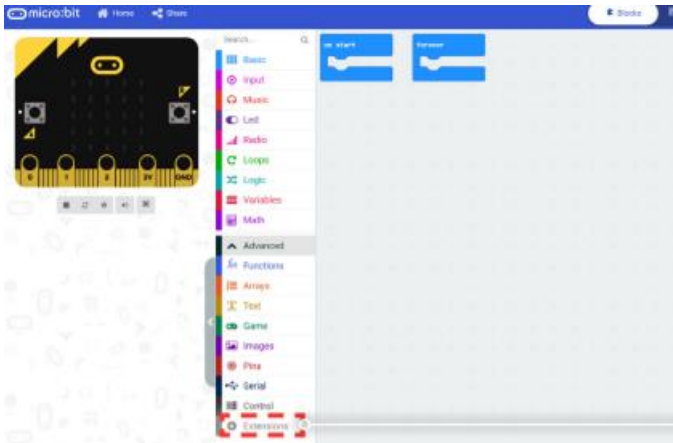 micro:bit Home Share Blocks
Search...
on start forever
Basic
Input
Music
Led
Radio
Loops
Logic
Variables
Math
Advanced
Functions
Arrays
Text
Game
Images
Pins
Serial
Control
Extensions
0 1 2 3V GND